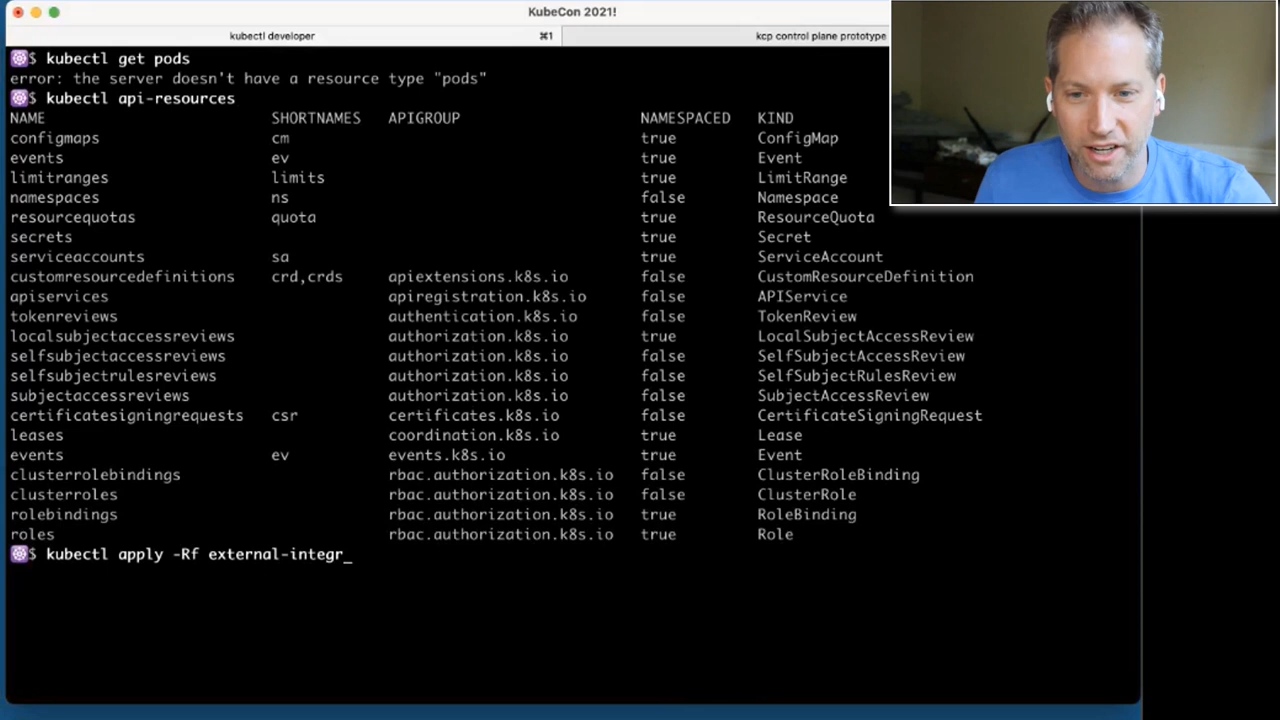 KubeCon 2021!
kubectl developer ⌘1 kcp control plane prototype
$ kubectl get pods
error: the server doesn't have a resource type "pods"
$ kubectl api-resources
NAME SHORTNAMES APIGROUP NAMESPACED KIND
configmaps cm true ConfigMap
events ev true Event
limitranges limits true LimitRange
namespaces ns false Namespace
resourcequotas quota true ResourceQuota
secrets true Secret
serviceaccounts sa true ServiceAccount
customresourcedefinitions crd,crds apiextensions.k8s.io false CustomResourceDefinition
apiservices apiregistration.k8s.io false APIService
tokenreviews authentication.k8s.io false TokenReview
localsubjectaccessreviews authorization.k8s.io true LocalSubjectAccessReview
selfsubjectaccessreviews authorization.k8s.io false SelfSubjectAccessReview
selfsubjectrulesreviews authorization.k8s.io false SelfSubjectRulesReview
subjectaccessreviews authorization.k8s.io false SubjectAccessReview
certificatesigningrequests csr certificates.k8s.io false CertificateSigningRequest
leases coordination.k8s.io true Lease
events ev events.k8s.io true Event
clusterrolebindings rbac.authorization.k8s.io false ClusterRoleBinding
clusterroles rbac.authorization.k8s.io false ClusterRole
rolebindings rbac.authorization.k8s.io true RoleBinding
roles rbac.authorization.k8s.io true Role
$ kubectl apply -Rf external-integr_